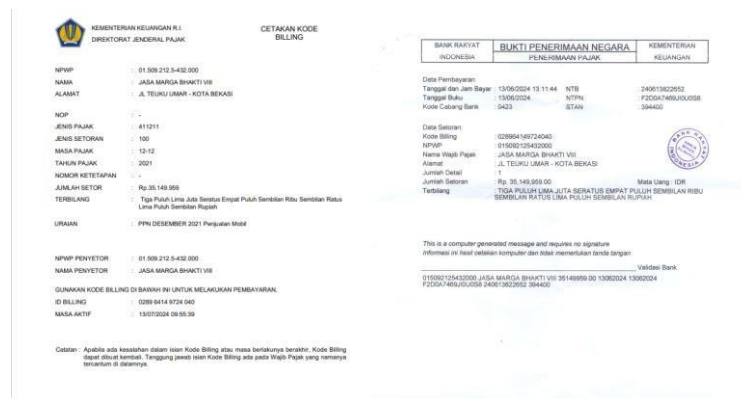 KEMENTERIAN KEUANGAN R.I.
DIREKTORAT JENDERAL PAJAK
CETAKAN KODE
BILLING
NPWP : 01.509.212.5-432.000
NAMA : JASA MARGA BHAKTI VIII
ALAMAT : JL TEUKU UMAR - KOTA BEKASI
NOP : -
JENIS PAJAK : 411211
JENIS SETORAN : 100
MASA PAJAK : 12-12
TAHUN PAJAK : 2021
NOMOR KETETAPAN : -
JUMLAH SETOR : Rp.35.149.959
TERBILANG : Tiga Puluh Lima Juta Seratus Empat Puluh Sembilan Ribu Sembilan Ratus
Lima Puluh Sembilan Rupiah
URAIAN : PPN DESEMBER 2021 Penjualan Mobil
NPWP PENYETOR : 01.509.212.5-432.000
NAMA PENYETOR : JASA MARGA BHAKTI VIII
GUNAKAN KODE BILLING DI BAWAH INI UNTUK MELAKUKAN PEMBAYARAN.
ID BILLING : 0289 6414 9724 040
MASA AKTIF : 13/07/2024 09:55:39
Catatan : Apabila ada kesalahan dalam isian Kode Billing atau masa berlakunya berakhir, Kode Billing
dapat dibuat kembali. Tanggung jawab isian Kode Billing ada pada Wajib Pajak yang namanya
tercantum di dalamnya.
BANK RAKYAT
INDONESIA
BUKTI PENERIMAAN NEGARA
PENERIMAAN PAJAK
KEMENTERIAN
KEUANGAN
Data Pembayaran:
Tanggal dan Jam Bayar : 13/06/2024 13.11:44 NTB : 240613822652
Tanggal Buku : 13/06/2024 NTPN : F2D0A7469JI0U0S8
Kode Cabang Bank : 0423 STAN : 394400
Data Setoran:
Kode Billing : 028964149724040
NPWP : 015092125432000
Nama Wajib Pajak : JASA MARGA BHAKTI VIII
Alamat : JL TEUKU UMAR - KOTA BEKASI
Jumlah Detail : 1
Jumlah Setoran : Rp. 35,149,959.00 Mata Uang : IDR
Terbilang : TIGA PULUH LIMA JUTA SERATUS EMPAT PULUH SEMBILAN RIBU
SEMBILAN RATUS LIMA PULUH SEMBILAN RUPIAH
BANK RAKYAT INDONESIA
This is a computer generated message and requires no signature
Informasi ini hasil cetakan komputer dan tidak memerlukan tanda tangan
Validasi Bank
015092125432000 JASA MARGA BHAKTI VIII 35149959.00 13062024 13062024
F2D0A7469JI0U0S8 240613822652 394400